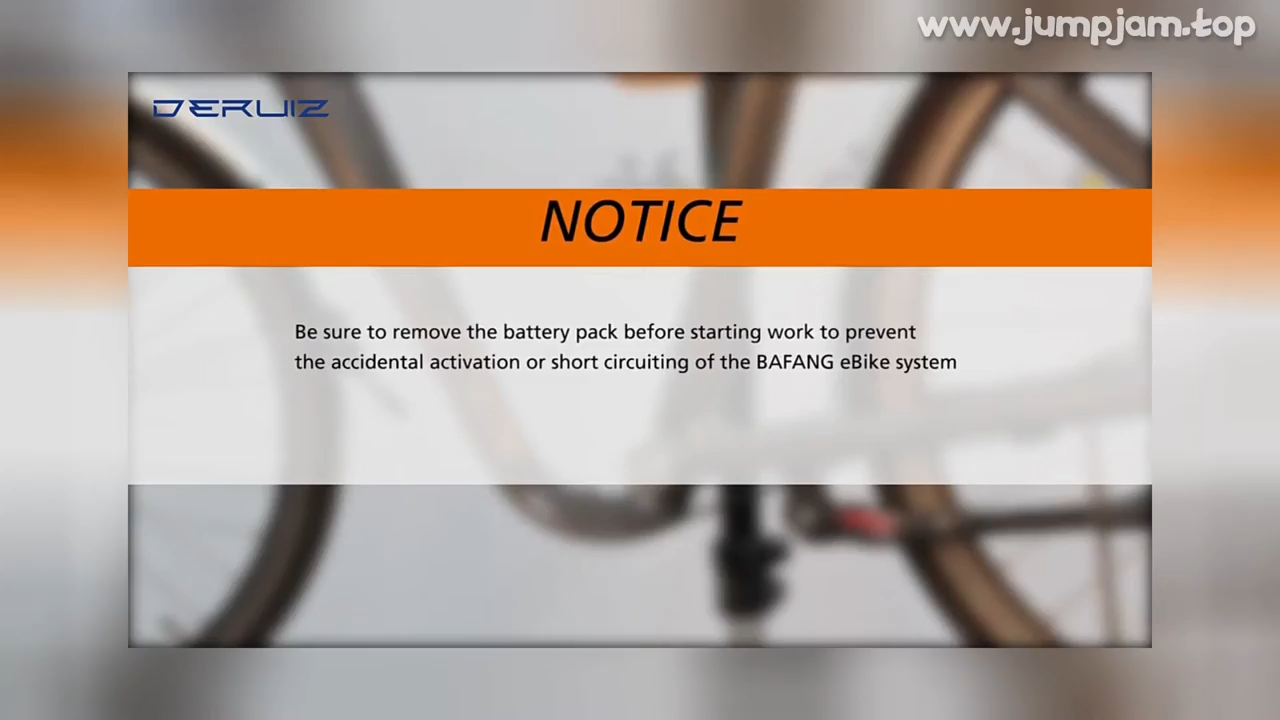 www.jumpjam.top
DERUIZ
NOTICE
Be sure to remove the battery pack before starting work to prevent
the accidental activation or short circuiting of the BAFANG eBike system